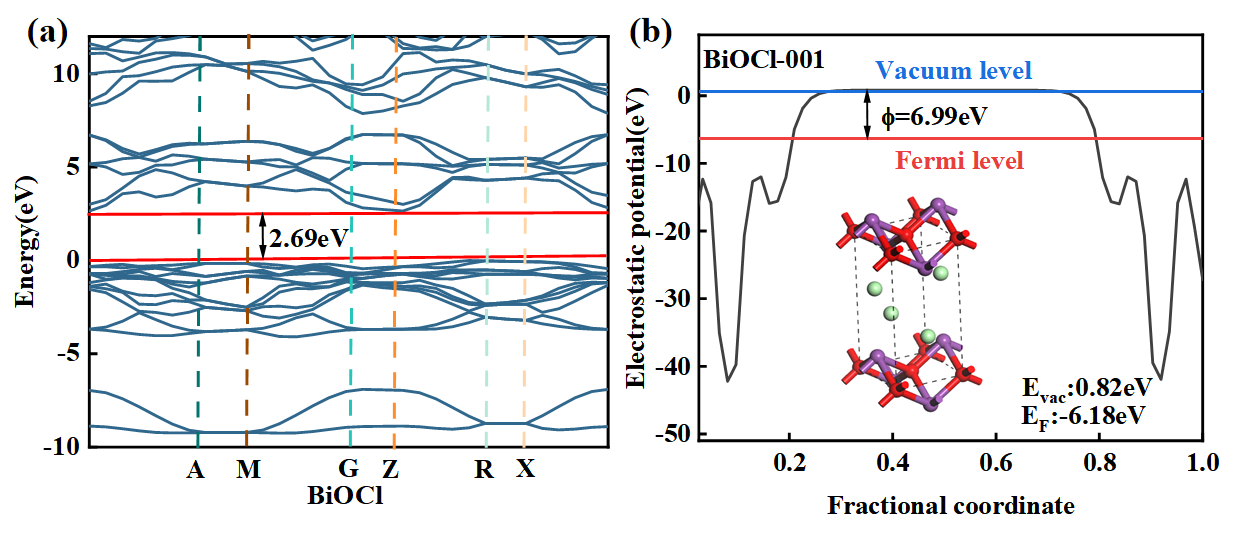 (a)
10
5
0
-5
-10
Energy(eV)
2.69eV
A M G Z R X
BiOCl
(b)
BiOCl-001
Vacuum level
ϕ=6.99eV
Fermi level
0
-10
-20
-30
-40
-50
Electrostatic potential(eV)
Evac:0.82eV
EF:-6.18eV
0.2 0.4 0.6 0.8 1.0
Fractional coordinate